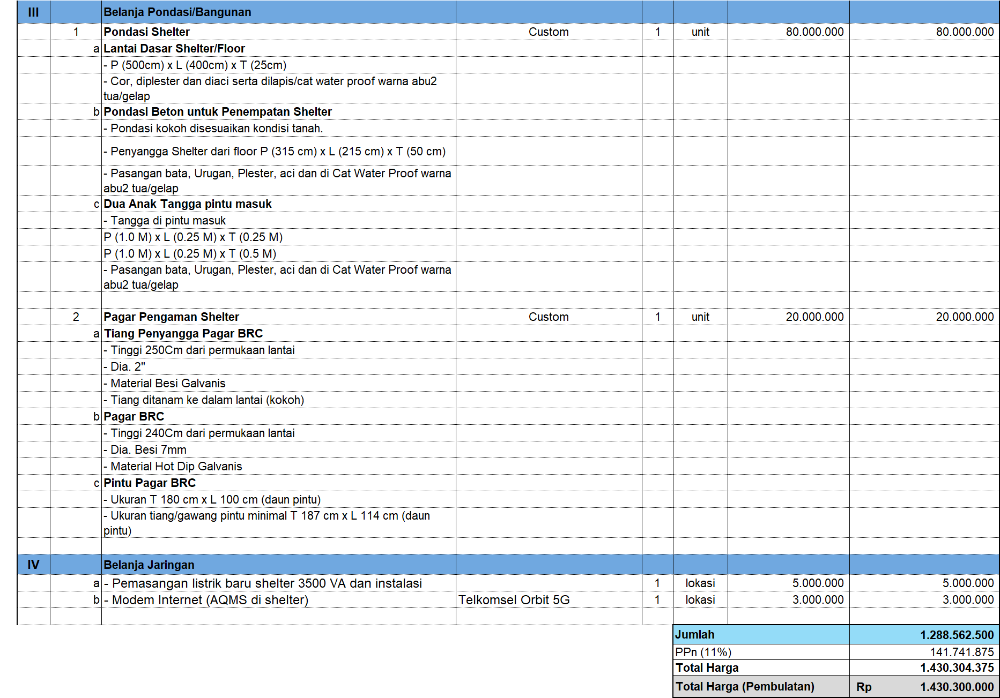 III Belanja Pondasi/Bangunan
1 Pondasi Shelter Custom 1 unit 80.000.000 80.000.000
a Lantai Dasar Shelter/Floor
- P (500cm) x L (400cm) x T (25cm)
- Cor, diplester dan diaci serta dilapis/cat water proof warna abu2
tua/gelap
b Pondasi Beton untuk Penempatan Shelter
- Pondasi kokoh disesuaikan kondisi tanah.
- Penyangga Shelter dari floor P (315 cm) x L (215 cm) x T (50 cm)
- Pasangan bata, Urugan, Plester, aci dan di Cat Water Proof warna
abu2 tua/gelap
c Dua Anak Tangga pintu masuk
- Tangga di pintu masuk
P (1.0 M) x L (0.25 M) x T (0.25 M)
P (1.0 M) x L (0.25 M) x T (0.5 M)
- Pasangan bata, Urugan, Plester, aci dan di Cat Water Proof warna
abu2 tua/gelap
2 Pagar Pengaman Shelter Custom 1 unit 20.000.000 20.000.000
a Tiang Penyangga Pagar BRC
- Tinggi 250Cm dari permukaan lantai
- Dia. 2"
- Material Besi Galvanis
- Tiang ditanam ke dalam lantai (kokoh)
b Pagar BRC
- Tinggi 240Cm dari permukaan lantai
- Dia. Besi 7mm
- Material Hot Dip Galvanis
c Pintu Pagar BRC
- Ukuran T 180 cm x L 100 cm (daun pintu)
- Ukuran tiang/gawang pintu minimal T 187 cm x L 114 cm (daun
pintu)
IV Belanja Jaringan
a - Pemasangan listrik baru shelter 3500 VA dan instalasi 1 lokasi 5.000.000 5.000.000
b - Modem Internet (AQMS di shelter) Telkomsel Orbit 5G 1 lokasi 3.000.000 3.000.000
Jumlah 1.288.562.500
PPn (11%) 141.741.875
Total Harga 1.430.304.375
Total Harga (Pembulatan) Rp 1.430.300.000